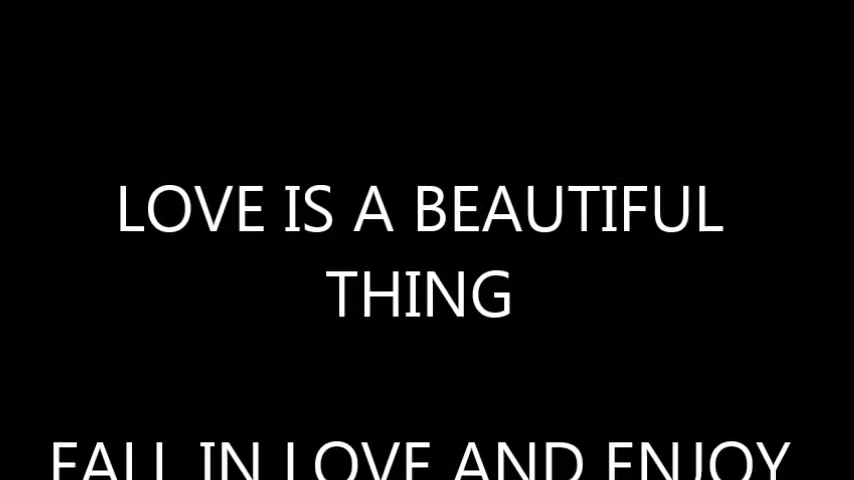 LOVE IS A BEAUTIFUL
THING
FALL IN LOVE AND ENJOY